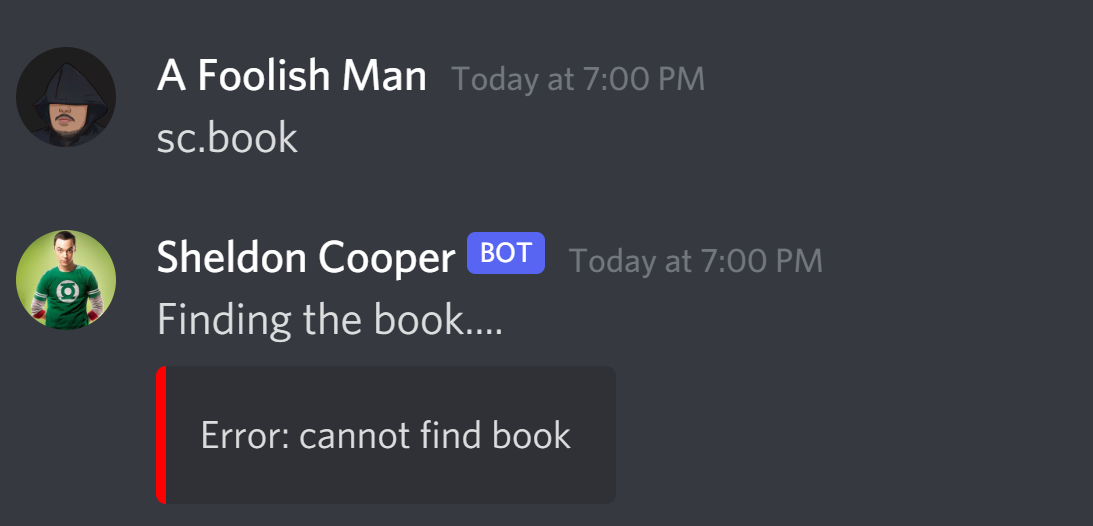 A Foolish Man Today at 7:00 PM
sc.book
Sheldon Cooper BOT Today at 7:00 PM
Finding the book....
Error: cannot find book